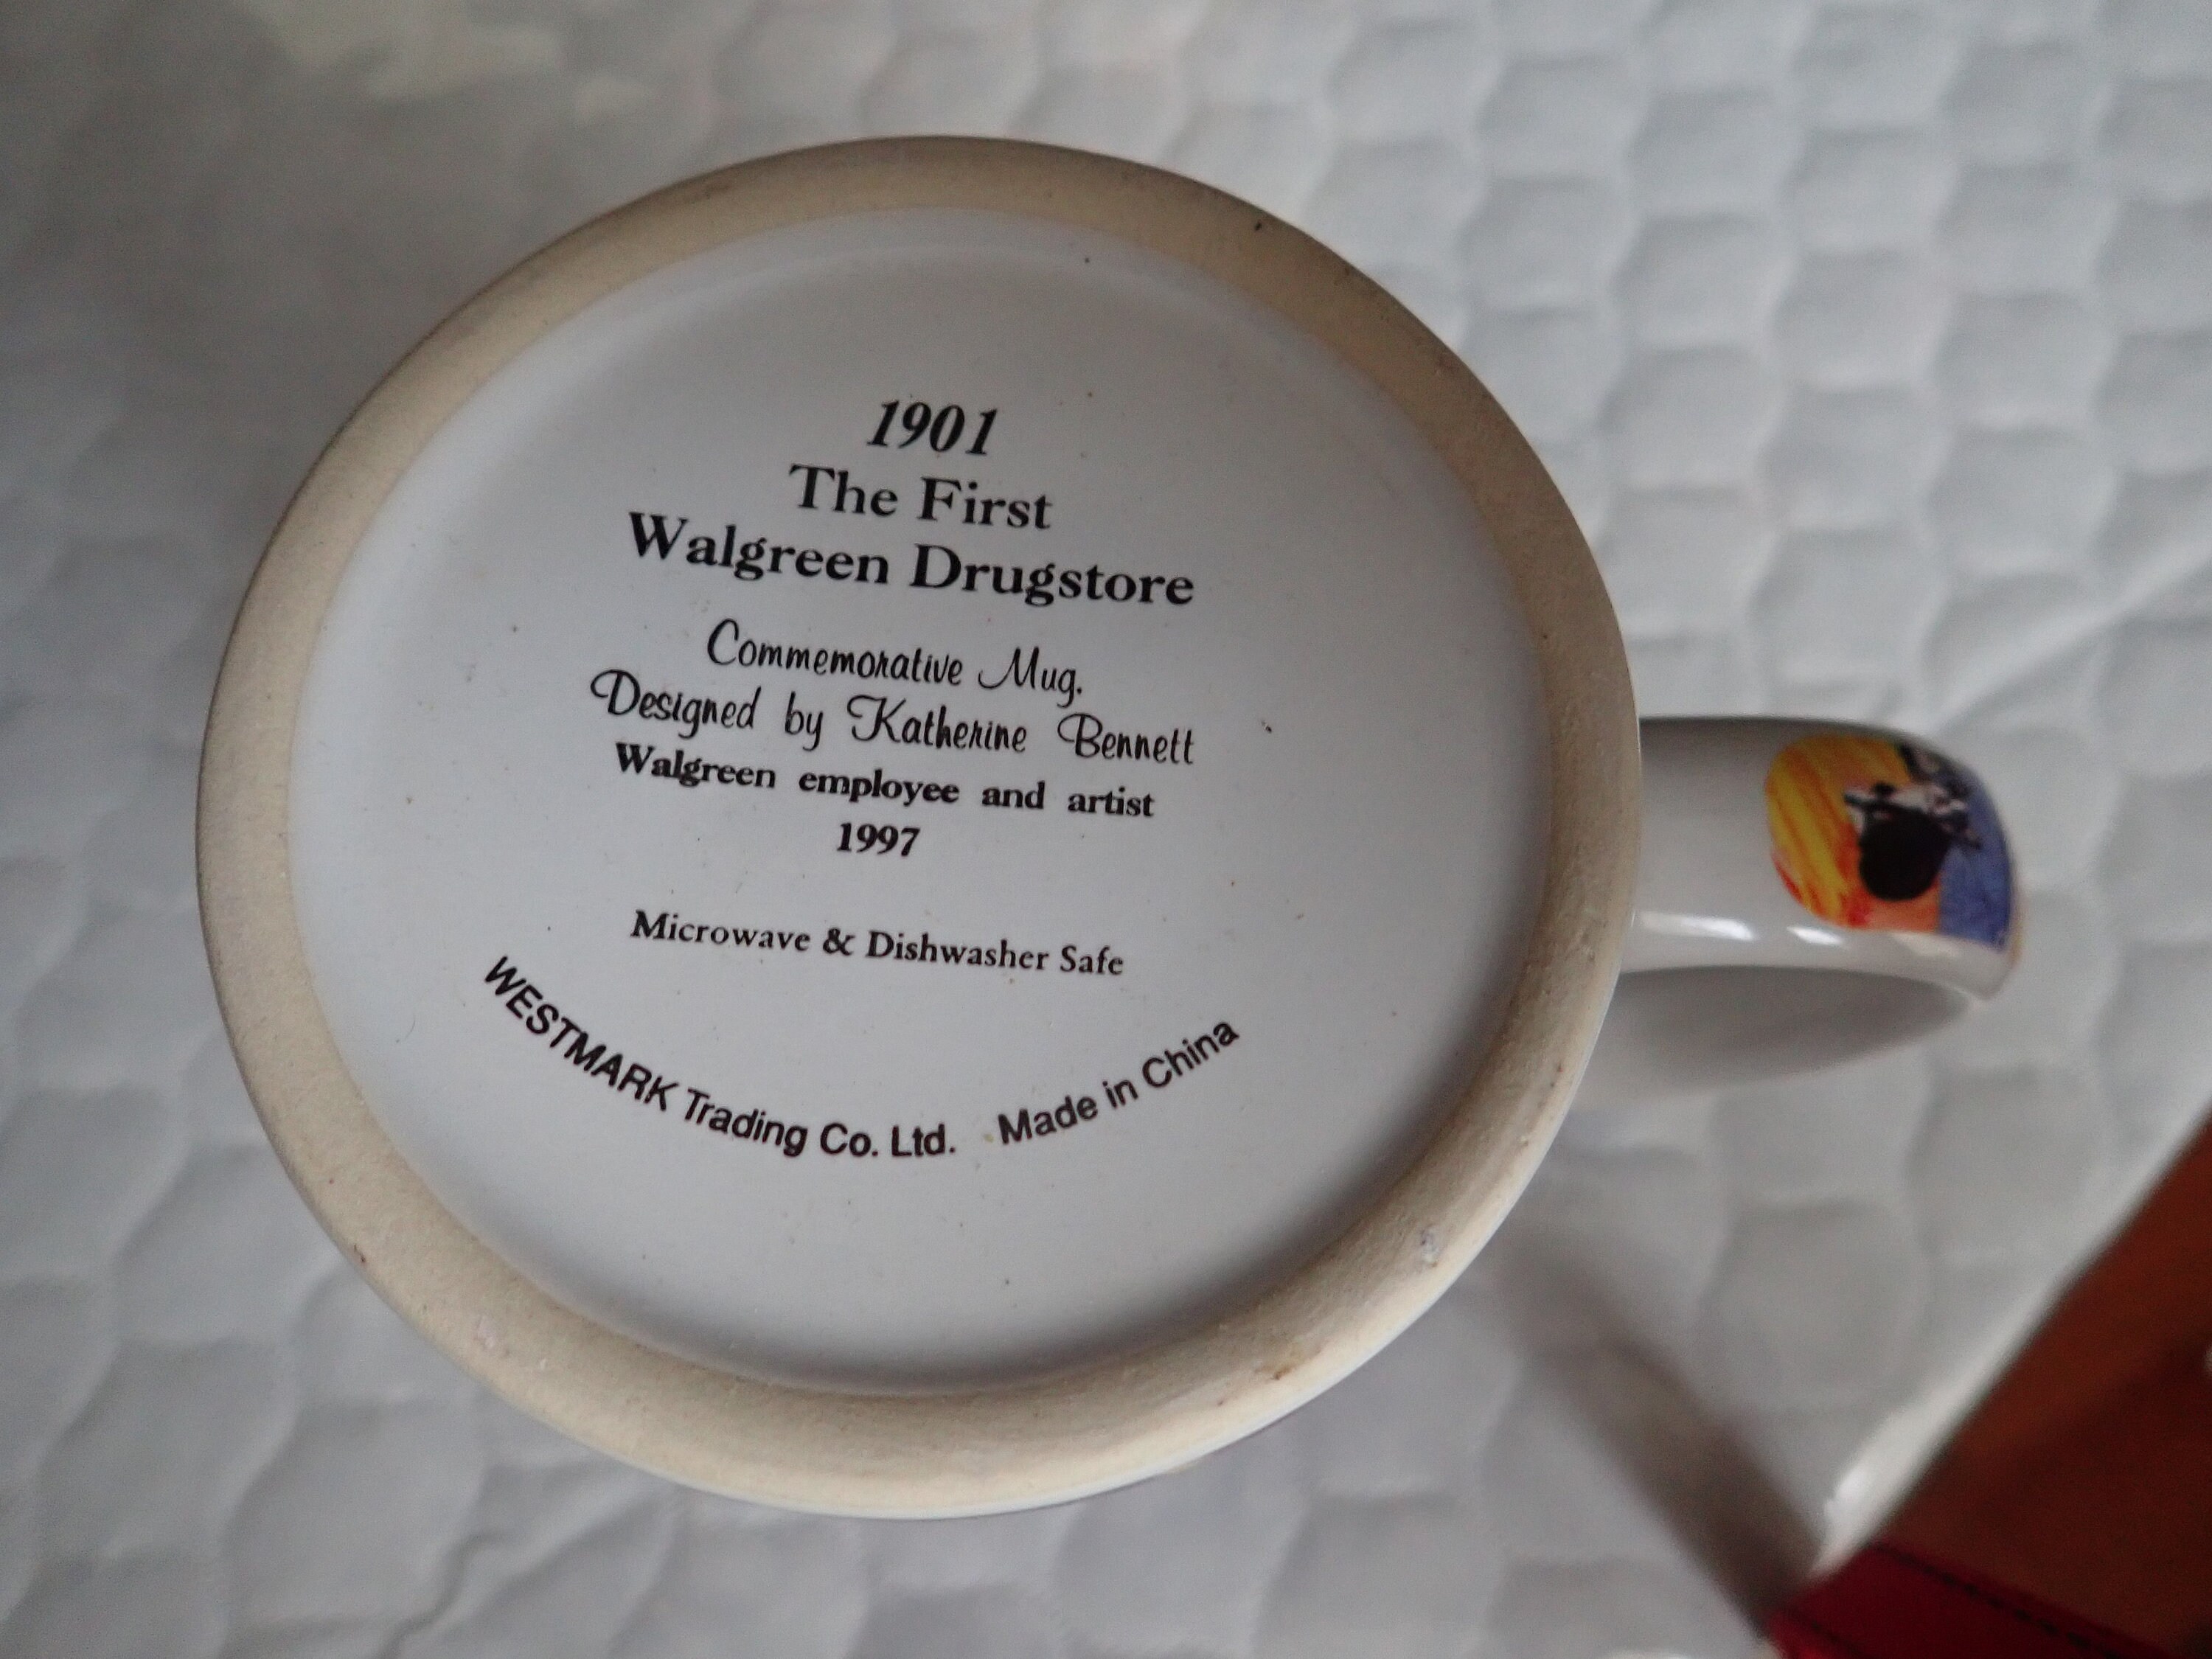 1901
The First
Walgreen Drugstore
Commemorative Mug.
Designed by Katherine Bennett
Walgreen employee and artist
1997
Microwave & Dishwasher Safe
WESTMARK Trading Co. Ltd. Made in China